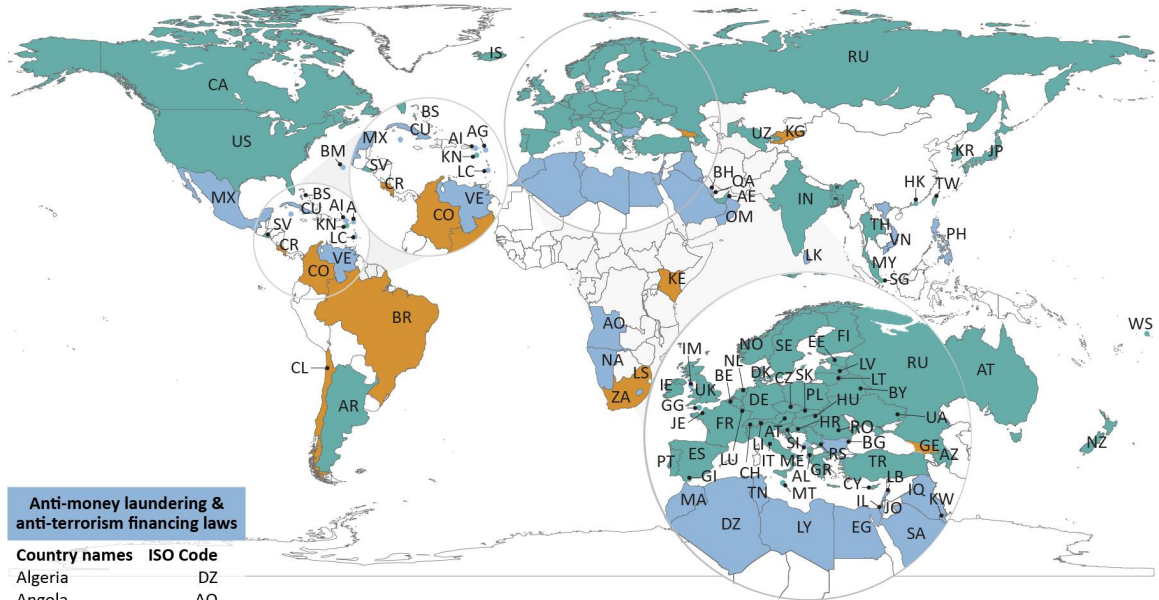 IS
RU
CA
US
BS
CU
MX
AI
AG
KN
LC
BM
SV
CR
VE
CO
UZ
KG
KR
JP
BH
QA
AE
OM
IN
HK
TW
MX
BS
CU
AI
A
KN
LC
SV
CR
VE
CO
TH
VN
PH
LK
MY
SG
KE
BR
AO
NA
LS
ZA
CL
AR
WS
AT
NZ
IM
NO
SE
EE
FI
RU
NL
BE
DK
CZ
SK
LV
LT
IE
UK
DE
PL
HU
BY
GG
JE
FR
AT
HR
RO
UA
SI
BG
GE
AZ
PT
ES
LU
LI
CH
IT
ME
RS
AL
GR
TR
GI
MT
CY
LB
IQ
KW
MA
TN
IL
JO
DZ
LY
EG
SA
Anti-money laundering &
anti-terrorism financing laws
Country names ISO Code
Algeria DZ
Angola AO